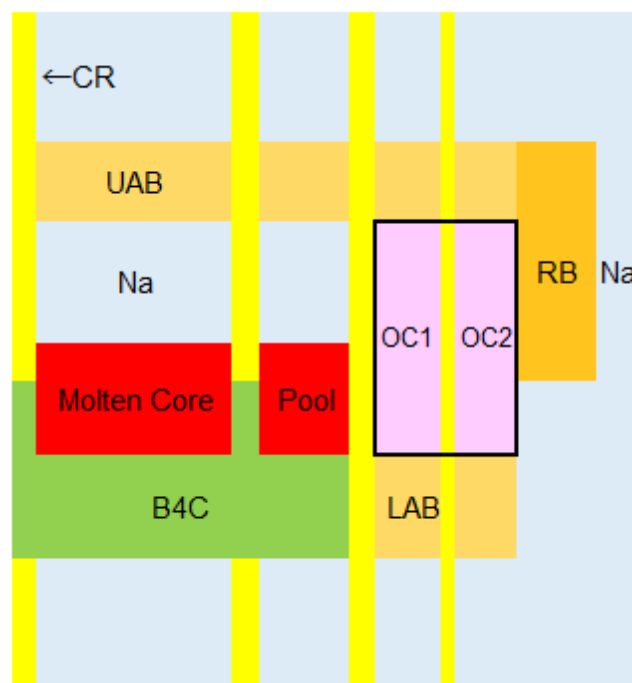 ←CR
UAB
Na
RB
Na
OC1
OC2
Molten Core
Pool
B4C
LAB